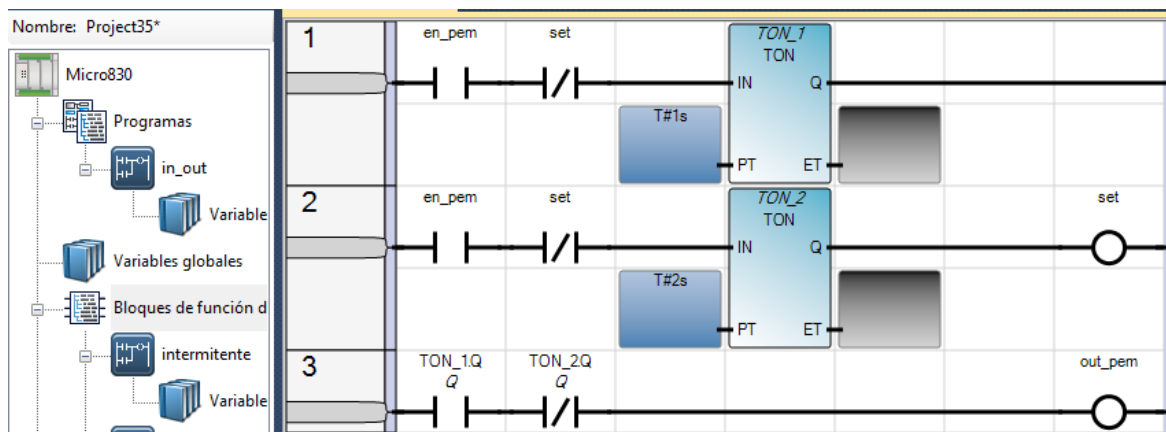 Nombre: Project35*
Micro830
Programas
in_out
Variable
Variables globales
Bloques de función d
intermitente
Variable
1
en_pem set TON_1
TON
IN Q
T#1s
PT ET
2
en_pem set TON_2 set
TON
IN Q
T#2s
PT ET
3
TON_1.Q TON_2.Q out_pem
Q Q